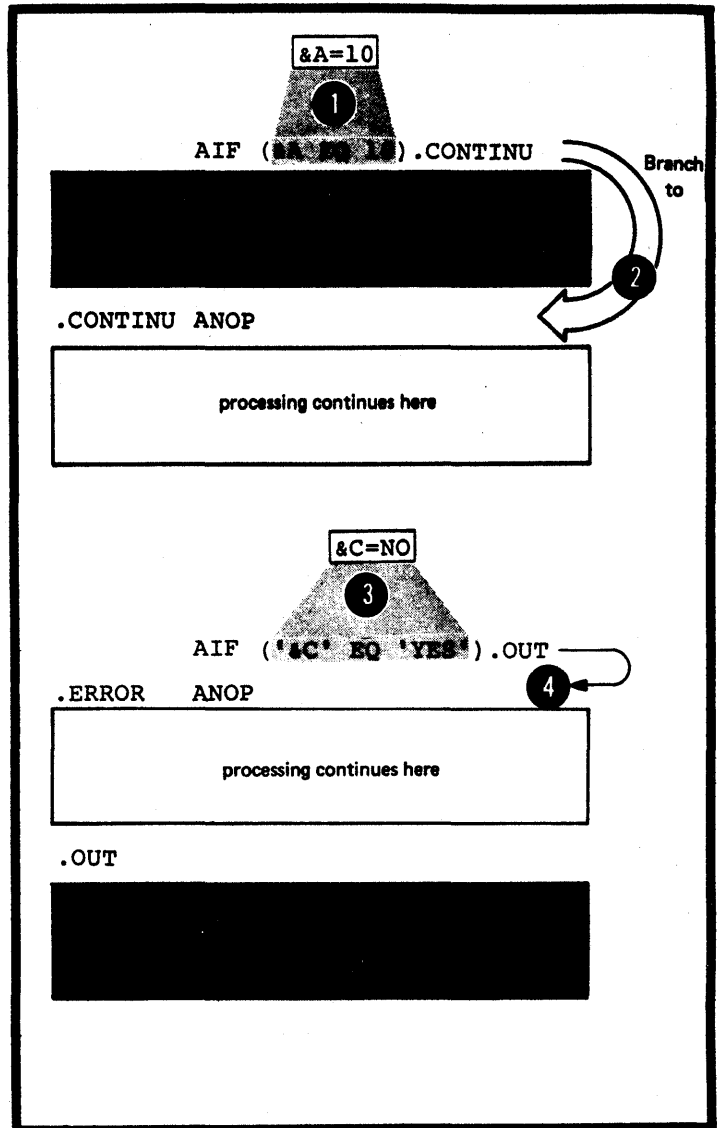 &A=10
1
AIF (&A EQ 10).CONTINU
Branch
to
2
.CONTINU ANOP
processing continues here
&C=NO
3
AIF ('&C' EQ 'YES').OUT
4
.ERROR ANOP
processing continues here
.OUT